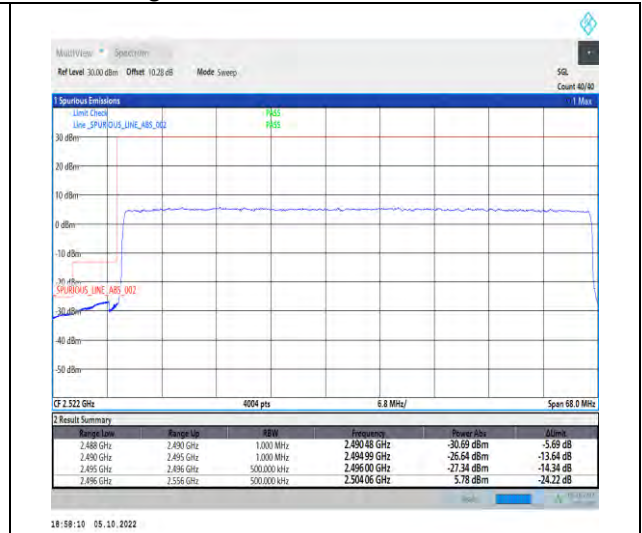 MultiView Spectrum
Ref Level 30.00 dBm Offset 10.28 dB Mode Sweep SGL
Count 40/40
1 Spurious Emissions 1 Max
Limit Check PASS
Line _SPURIOUS_LINE_ABS_002 PASS
30 dBm
20 dBm
10 dBm
0 dBm
-10 dBm
-20 dBm
_SPURIOUS_LINE_ABS_002
-30 dBm
-40 dBm
-50 dBm
CF 2.522 GHz 4004 pts 6.8 MHz/ Span 68.0 MHz
2 Result Summary
Range Low Range Up RBW Frequency Power Abs ΔLimit
2.488 GHz 2.490 GHz 1.000 MHz 2.490 48 GHz -30.69 dBm -5.69 dB
2.490 GHz 2.495 GHz 1.000 MHz 2.494 99 GHz -26.64 dBm -13.64 dB
2.495 GHz 2.496 GHz 500.000 kHz 2.496 00 GHz -27.34 dBm -14.34 dB
2.496 GHz 2.556 GHz 500.000 kHz 2.504 06 GHz 5.78 dBm -24.22 dB
18:58:10 05.10.2022